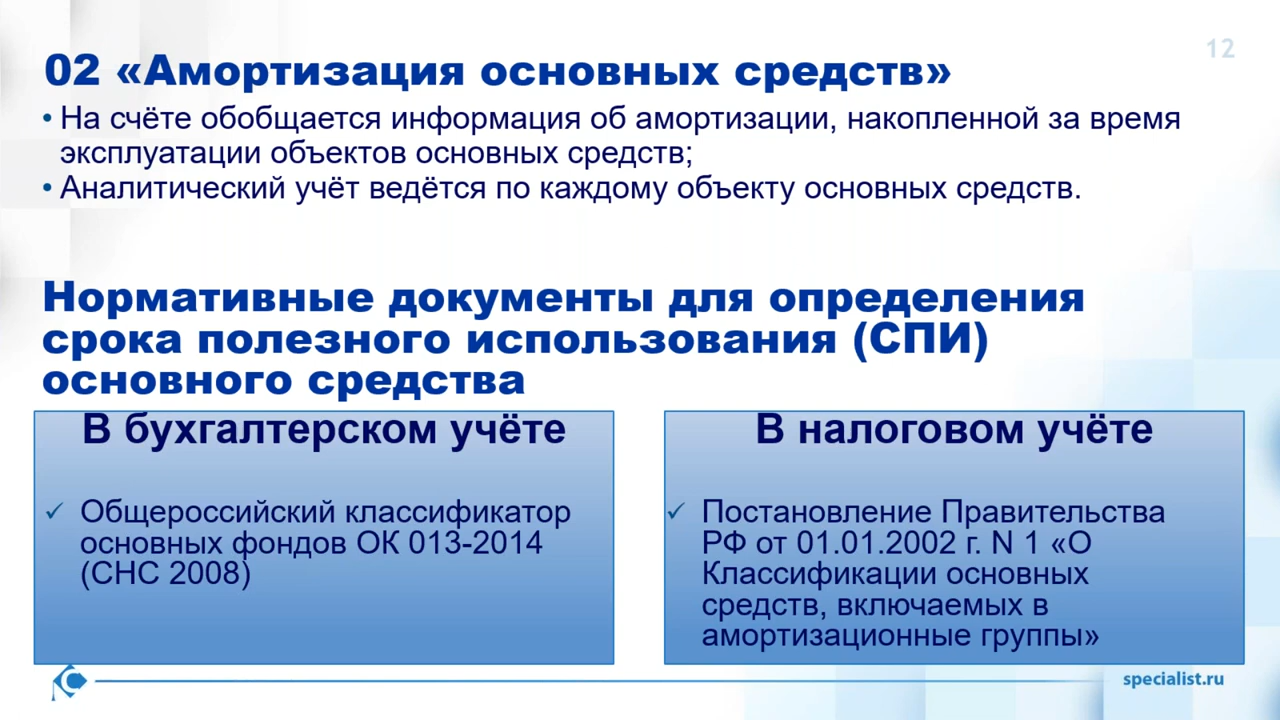 12
02 «Амортизация основных средств»
• На счёте обобщается информация об амортизации, накопленной за время
эксплуатации объектов основных средств;
• Аналитический учёт ведётся по каждому объекту основных средств.
Нормативные документы для определения
срока полезного использования (СПИ)
основного средства
В бухгалтерском учёте
✓ Общероссийский классификатор
основных фондов ОК 013-2014
(СНС 2008)
В налоговом учёте
✓ Постановление Правительства
РФ от 01.01.2002 г. N 1 «О
Классификации основных
средств, включаемых в
амортизационные группы»
specialist.ru